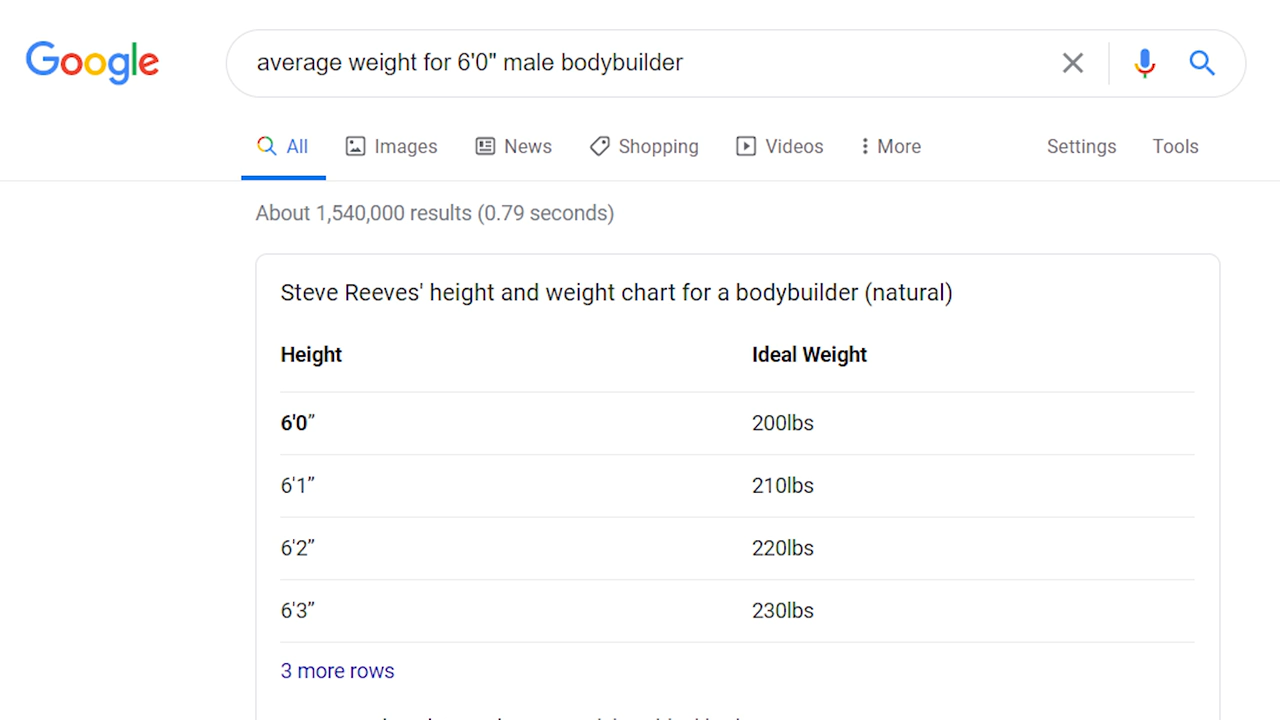 Google
average weight for 6'0" male bodybuilder
All Images News Shopping Videos More Settings Tools
About 1,540,000 results (0.79 seconds)
Steve Reeves' height and weight chart for a bodybuilder (natural)
Height Ideal Weight
6'0” 200lbs
6'1” 210lbs
6'2” 220lbs
6'3” 230lbs
3 more rows